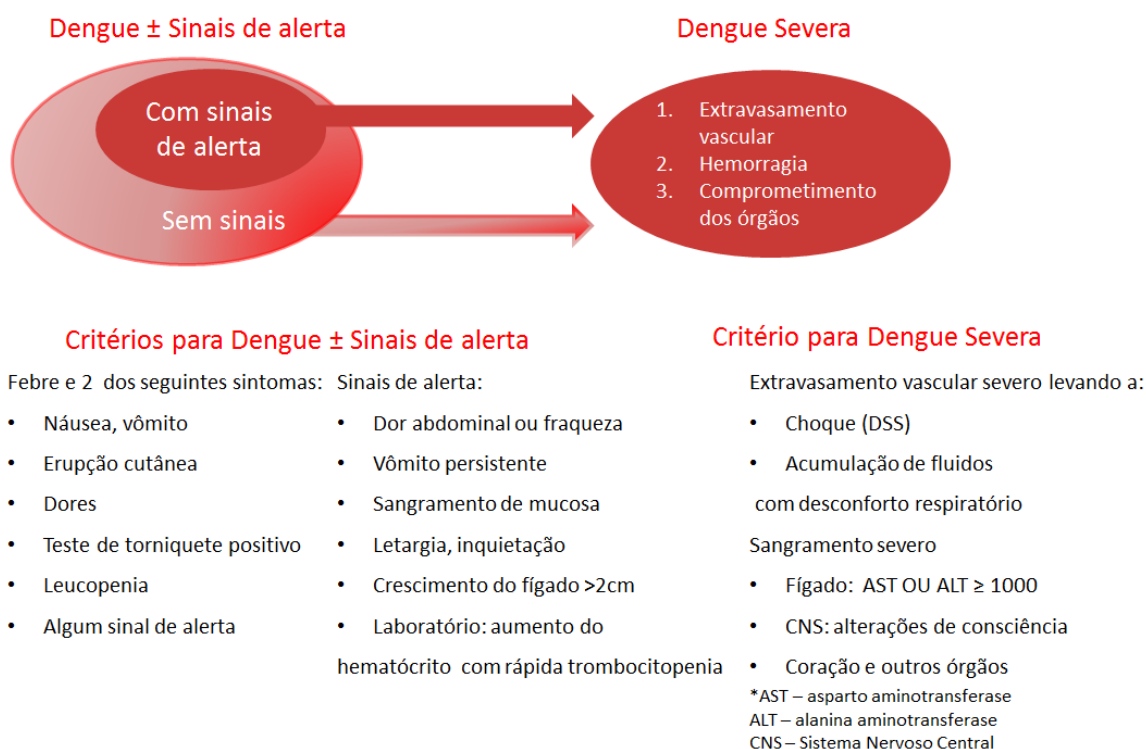 Dengue ± Sinais de alerta
Dengue Severa
Com sinais
de alerta
Sem sinais
1. Extravasamento
vascular
2. Hemorragia
3. Comprometimento
dos órgãos
Critérios para Dengue ± Sinais de alerta
Febre e 2 dos seguintes sintomas:
• Náusea, vômito
• Erupção cutânea
• Dores
• Teste de torniquete positivo
• Leucopenia
• Algum sinal de alerta
Sinais de alerta:
• Dor abdominal ou fraqueza
• Vômito persistente
• Sangramento de mucosa
• Letargia, inquietação
• Crescimento do fígado >2cm
• Laboratório: aumento do
hematócrito com rápida trombocitopenia
Critério para Dengue Severa
Extravasamento vascular severo levando a:
• Choque (DSS)
• Acumulação de fluidos
com desconforto respiratório
Sangramento severo
• Fígado: AST OU ALT ≥ 1000
• CNS: alterações de consciência
• Coração e outros órgãos
*AST – asparto aminotransferase
ALT – alanina aminotransferase
CNS – Sistema Nervoso Central